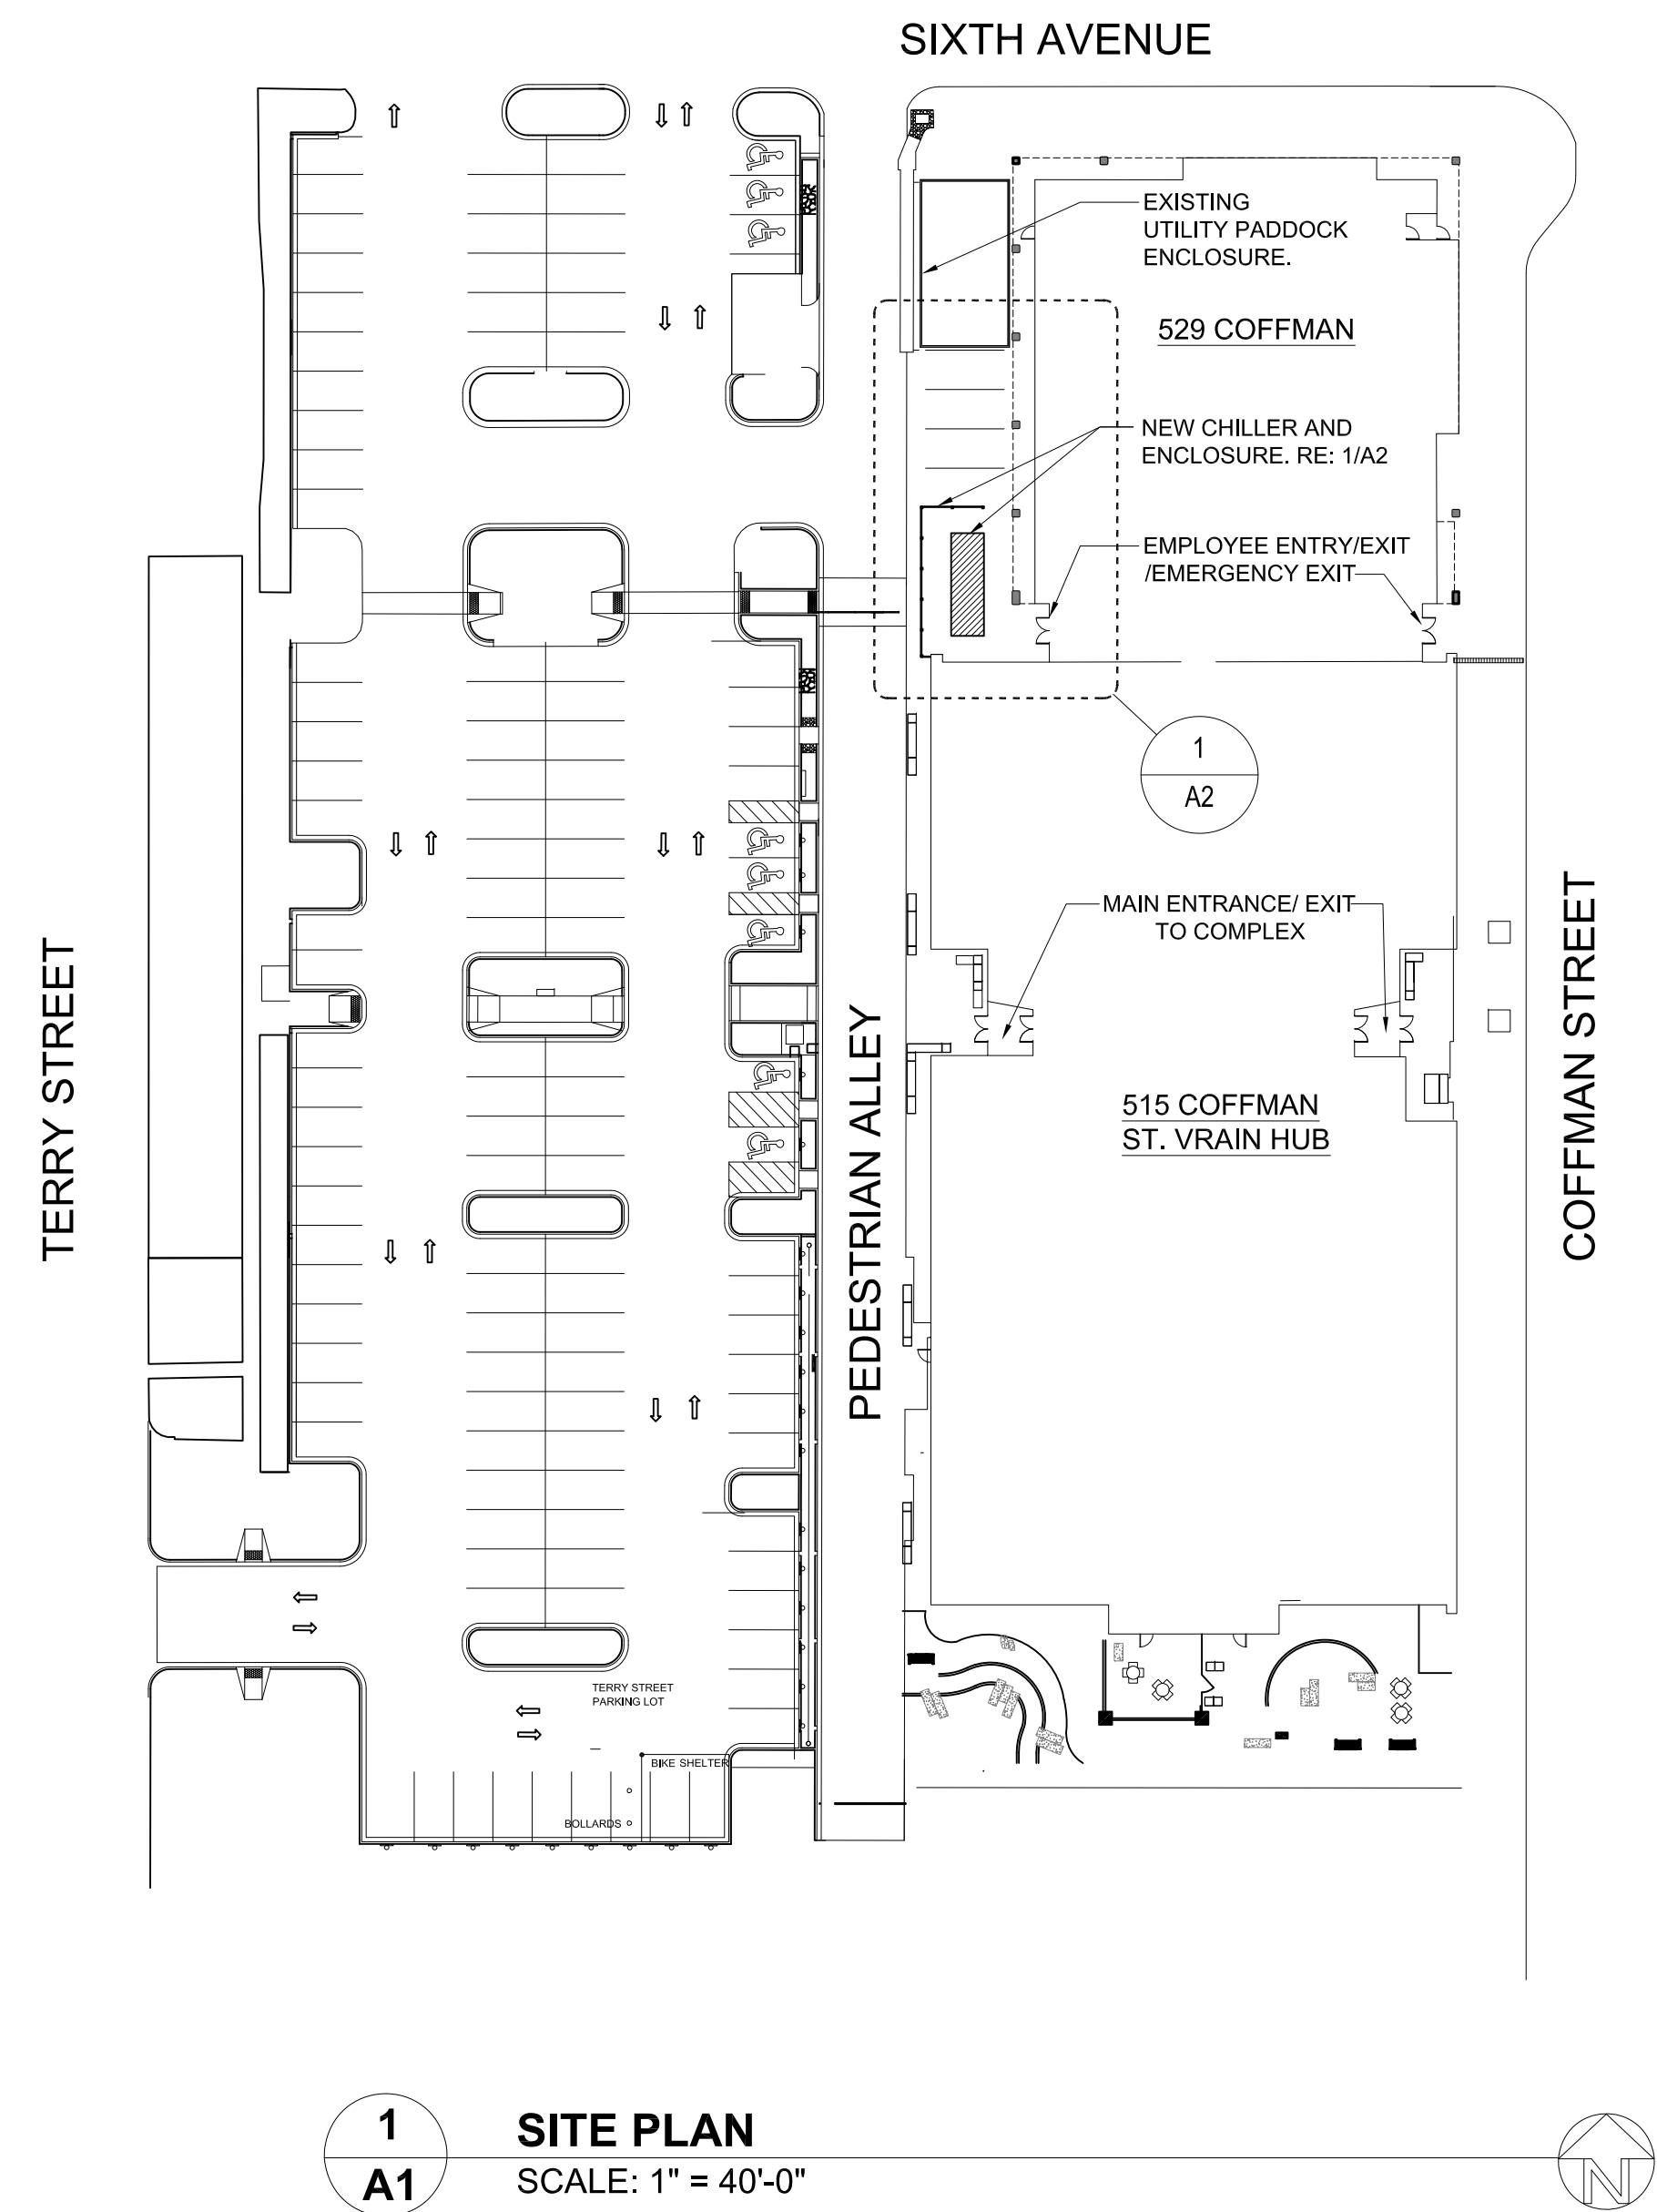 SIXTH AVENUE
EXISTING
UTILITY PADDOCK
ENCLOSURE.
529 COFFMAN
NEW CHILLER AND
ENCLOSURE. RE: 1/A2
EMPLOYEE ENTRY/EXIT
/EMERGENCY EXIT
1
A2
MAIN ENTRANCE/ EXIT
TO COMPLEX
TERRY STREET
PEDESTRIAN ALLEY
COFFMAN STREET
515 COFFMAN
ST. VRAIN HUB
TERRY STREET
PARKING LOT
BIKE SHELTER
BOLLARDS
1
A1
SITE PLAN
SCALE: 1" = 40'-0"
N